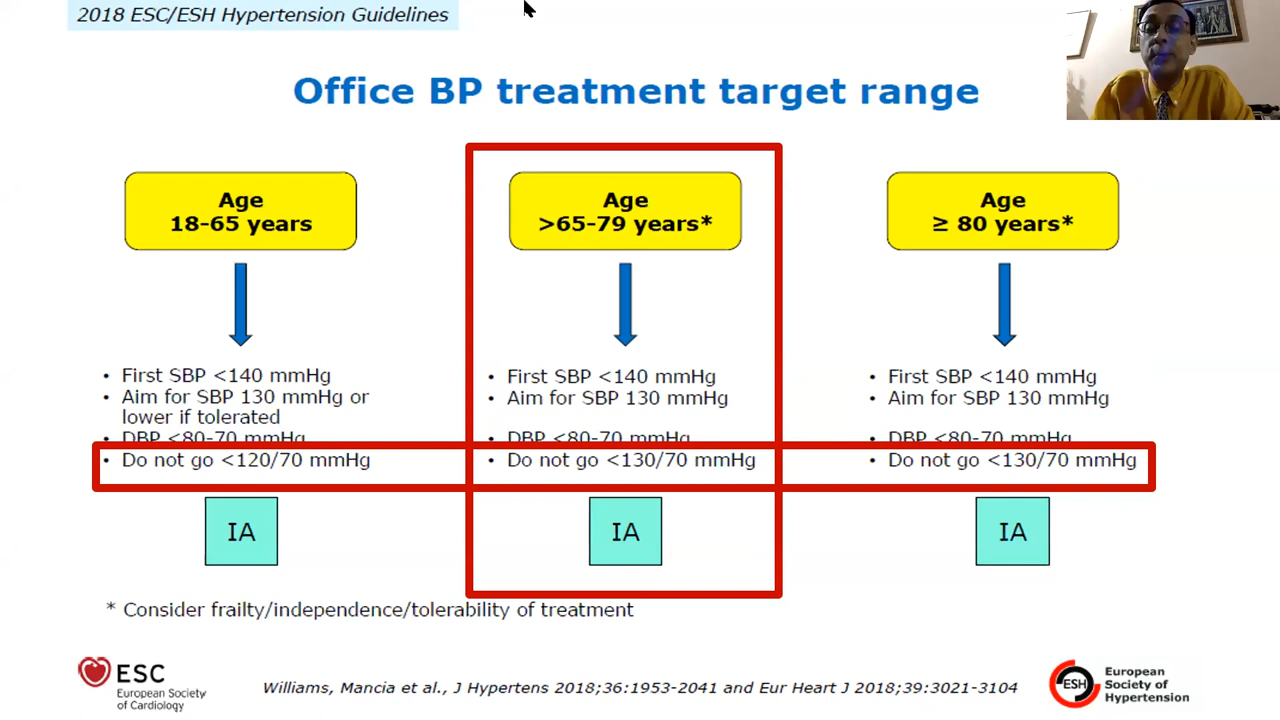 2018 ESC/ESH Hypertension Guidelines
Office BP treatment target range
Age
18-65 years
• First SBP <140 mmHg
• Aim for SBP 130 mmHg or
lower if tolerated
• DBP <80-70 mmHg
• Do not go <120/70 mmHg
IA
Age
>65-79 years*
• First SBP <140 mmHg
• Aim for SBP 130 mmHg
• DBP <80-70 mmHg
• Do not go <130/70 mmHg
IA
Age
≥ 80 years*
• First SBP <140 mmHg
• Aim for SBP 130 mmHg
• DBP <80-70 mmHg
• Do not go <130/70 mmHg
IA
* Consider frailty/independence/tolerability of treatment
ESC
European Society
of Cardiology
Williams, Mancia et al., J Hypertens 2018;36:1953-2041 and Eur Heart J 2018;39:3021-3104
ESH
European
Society of
Hypertension